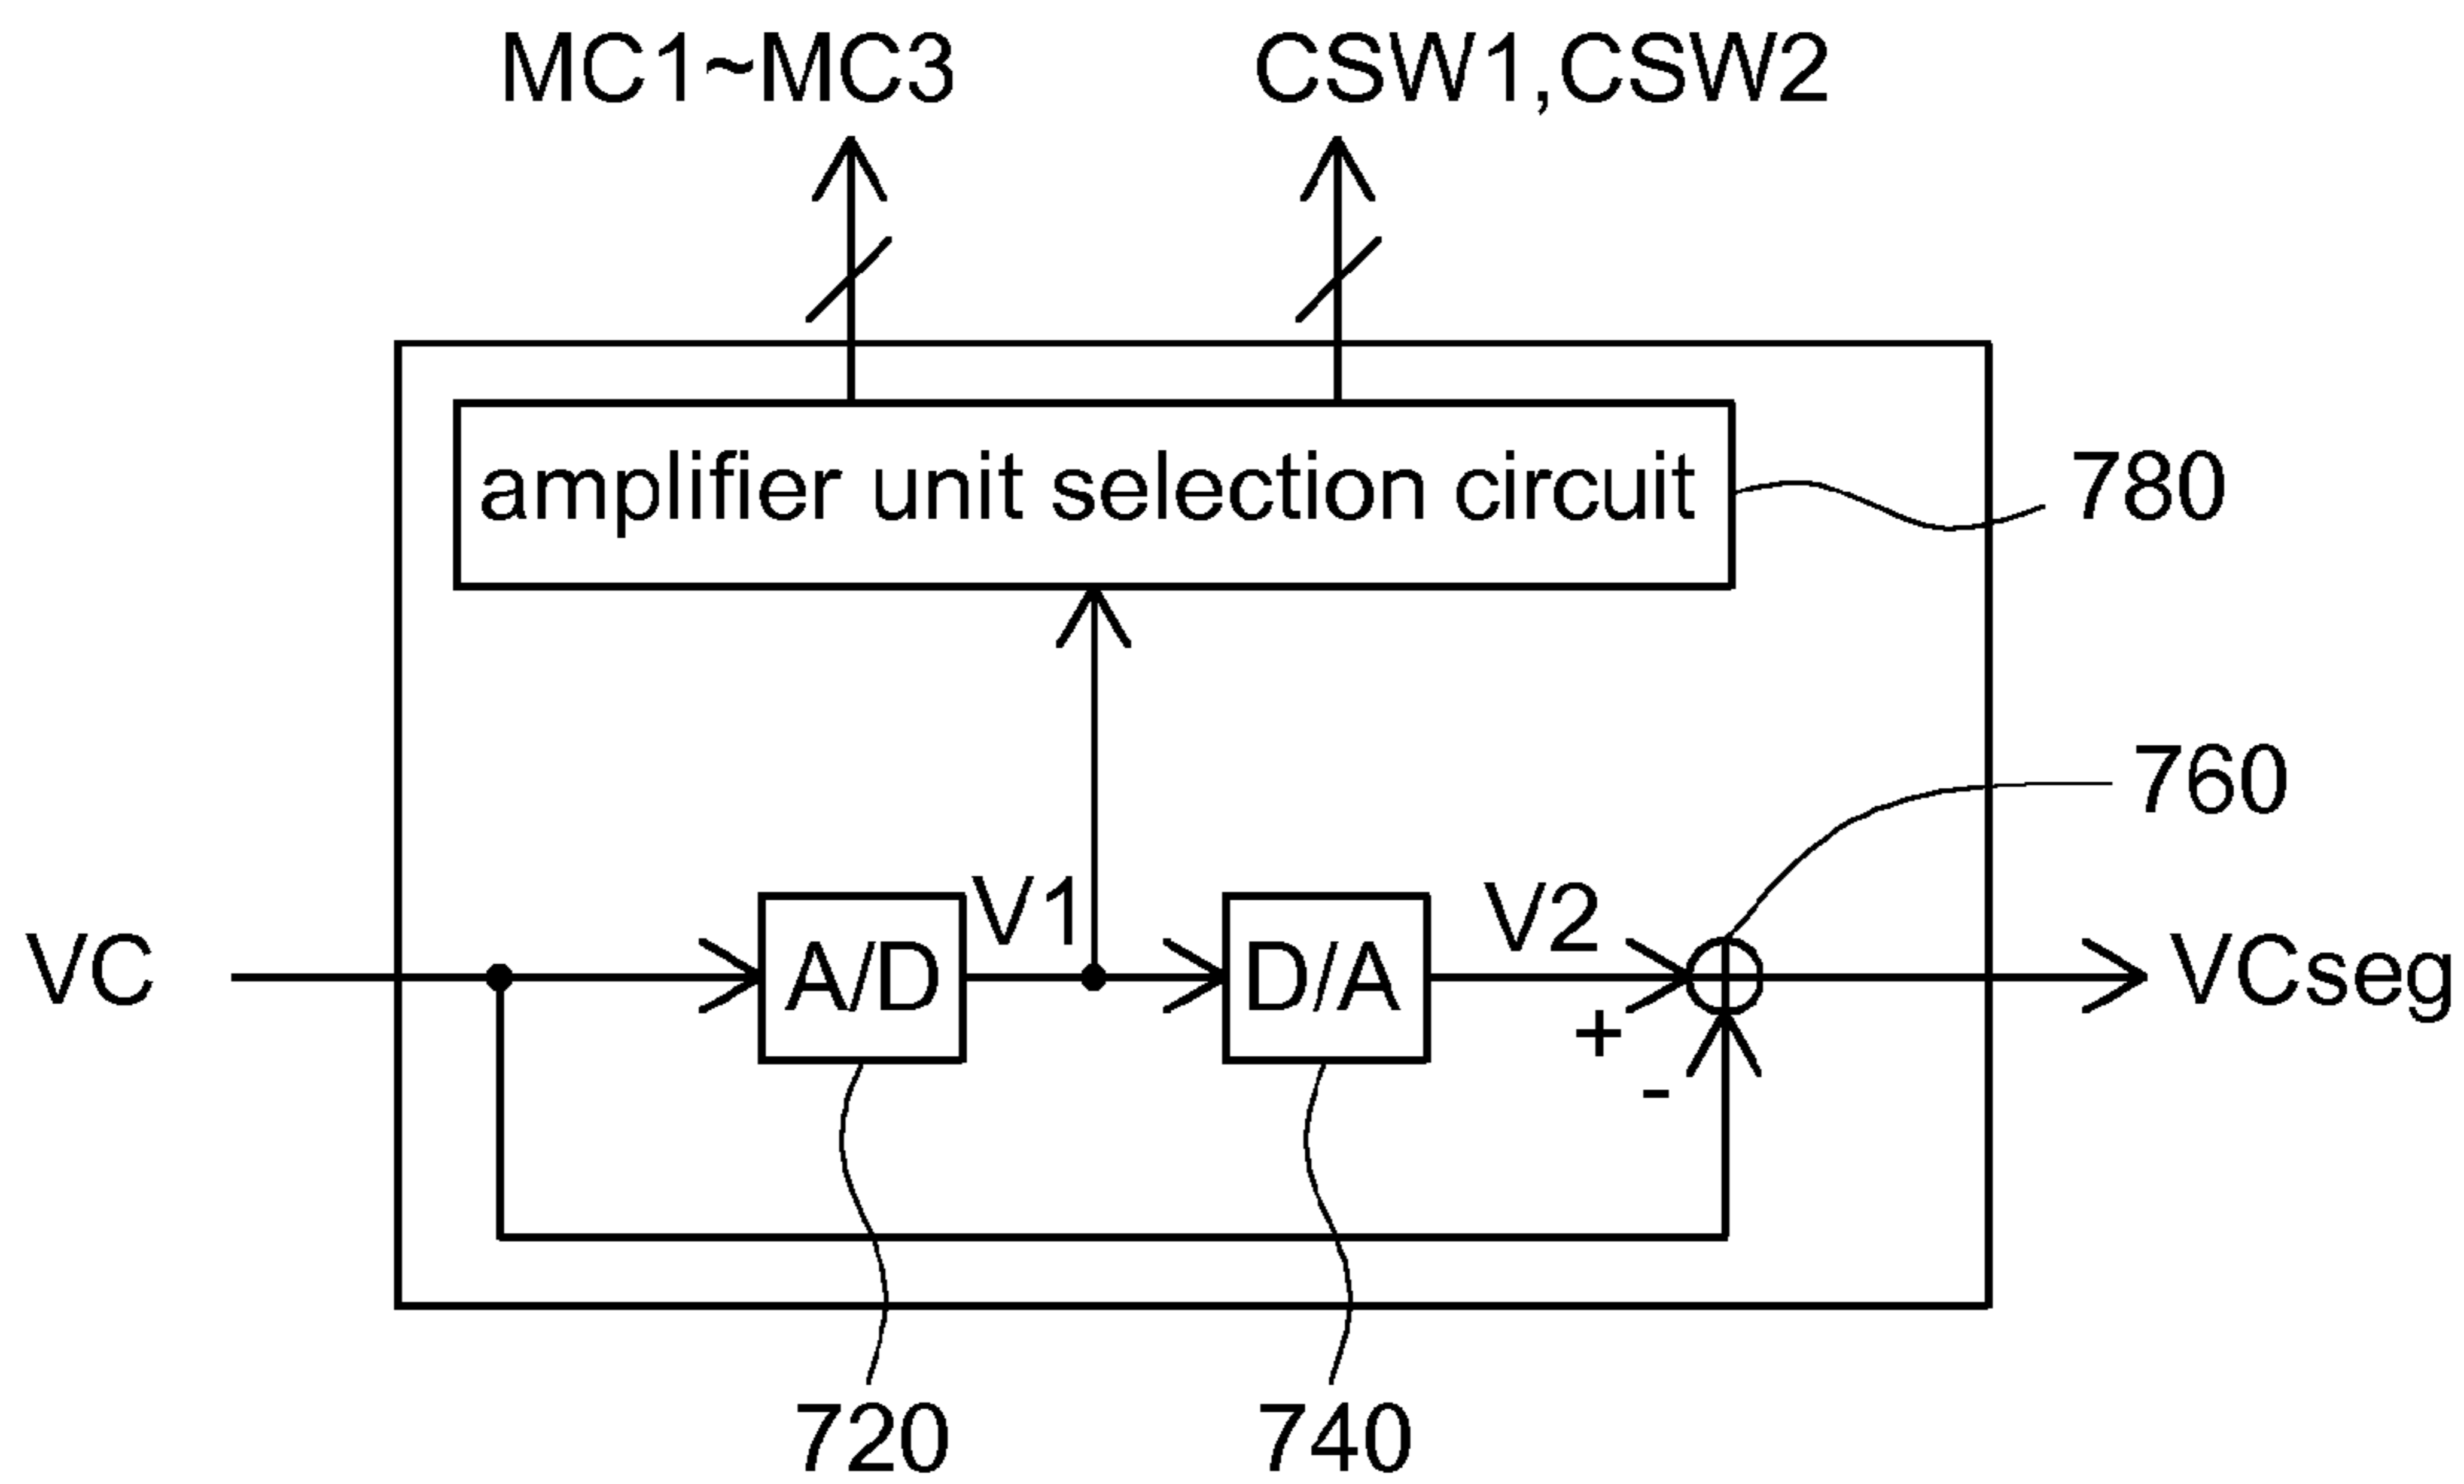 MC1~MC3
CSW1,CSW2
amplifier unit selection circuit
780
760
VC
A/D
V1
D/A
V2
+
-
VCseg
720
740